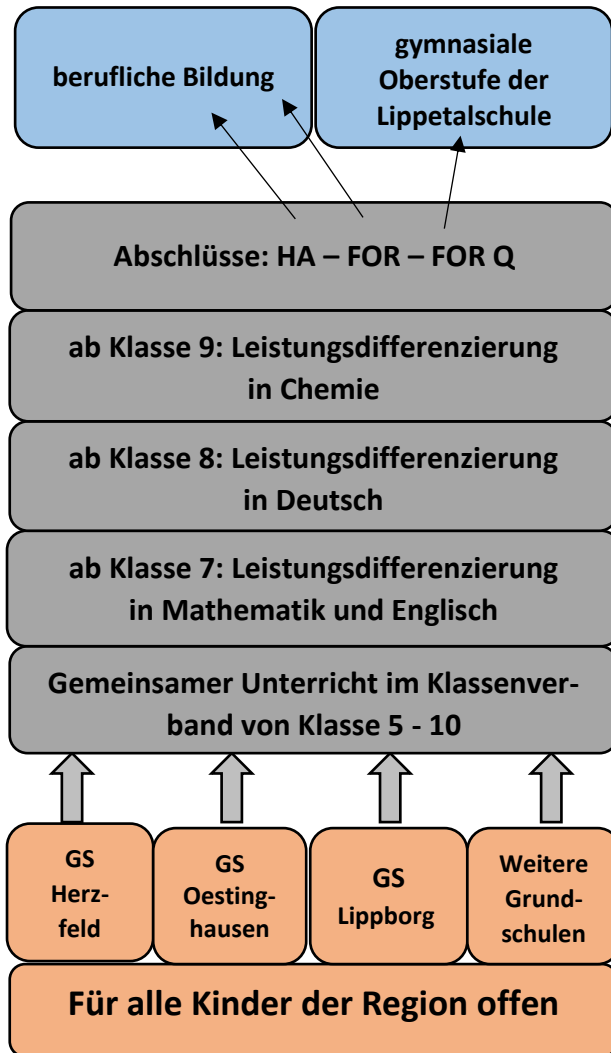 berufliche Bildung
gymnasiale
Oberstufe der
Lippetalschule
Abschlüsse: HA – FOR – FOR Q
ab Klasse 9: Leistungsdifferenzierung
in Chemie
ab Klasse 8: Leistungsdifferenzierung
in Deutsch
ab Klasse 7: Leistungsdifferenzierung
in Mathematik und Englisch
Gemeinsamer Unterricht im Klassenver-
band von Klasse 5 - 10
GS
Herz-
feld
GS
Oesting-
hausen
GS
Lippborg
Weitere
Grund-
schulen
Für alle Kinder der Region offen